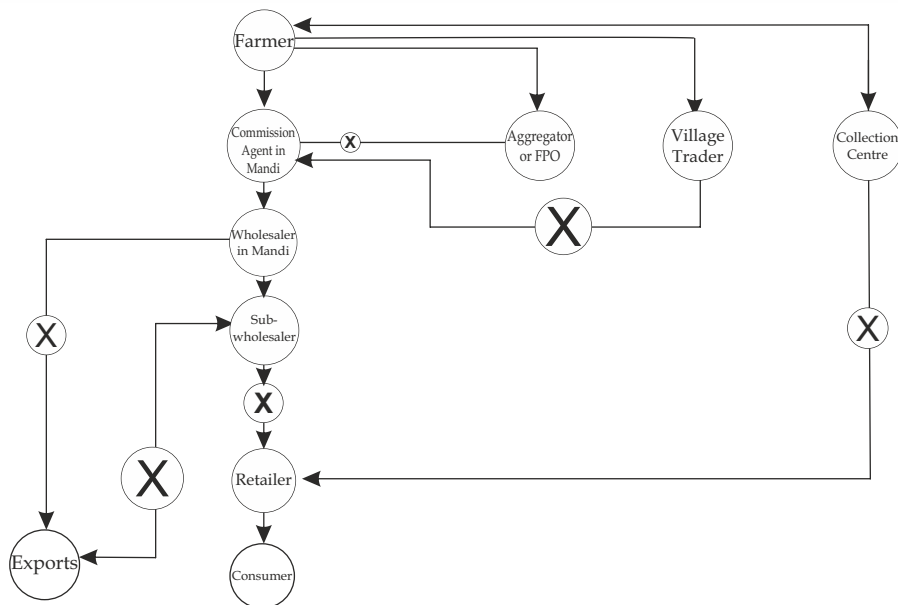 Farmer
Commission
Agent in
Mandi
X
Aggregator
or FPO
Village
Trader
Collection
Centre
Wholesaler
in Mandi
X
Sub-
wholesaler
X
X
X
X
Retailer
Exports
Consumer